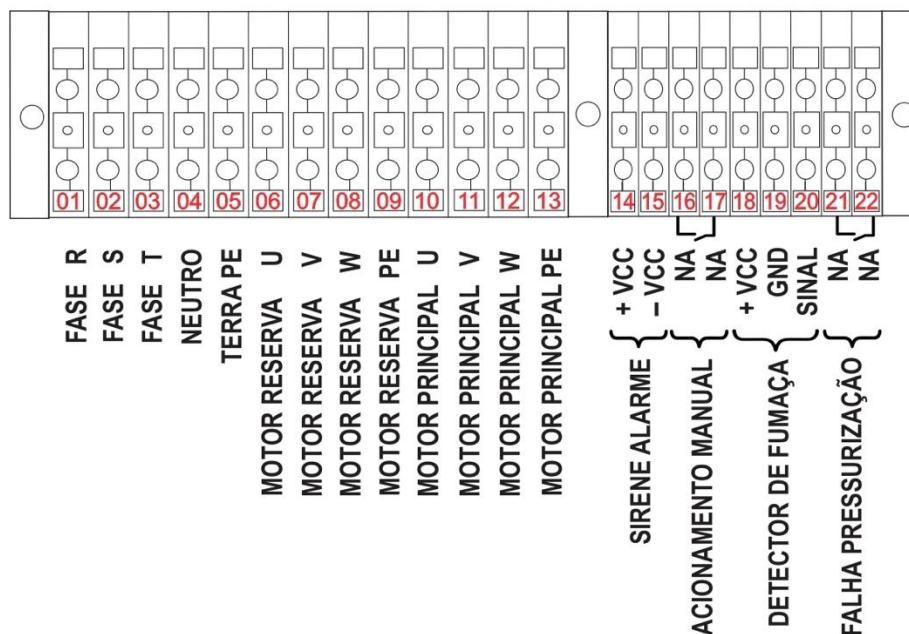 01 02 03 04 05 06 07 08 09 10 11 12 13 14 15 16 17 18 19 20 21 22
FASE R
FASE S
FASE T
NEUTRO
TERRA PE
MOTOR RESERVA U
MOTOR RESERVA V
MOTOR RESERVA W
MOTOR RESERVA PE
MOTOR PRINCIPAL U
MOTOR PRINCIPAL V
MOTOR PRINCIPAL W
MOTOR PRINCIPAL PE
+ VCC
– VCC
SIRENE ALARME
NA
NA
ACIONAMENTO MANUAL
+ VCC
GND
SINAL
DETECTOR DE FUMAÇA
NA
NA
FALHA PRESSURIZAÇÃO